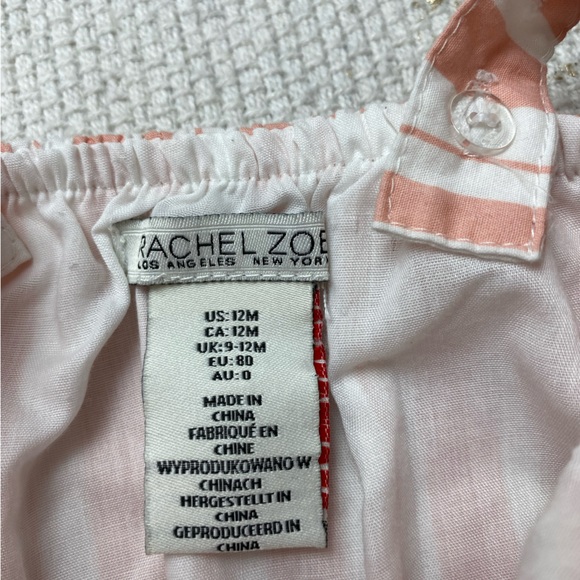 RACHEL ZOE
LOS ANGELES NEW YORK
US: 12M
CA: 12M
UK: 9-12M
EU: 80
AU: 0
MADE IN
CHINA
FABRIQUÉ EN
CHINE
WYPRODUKOWANO W
CHINACH
HERGESTELLT IN
CHINA
GEPRODUCEERD IN
CHINA